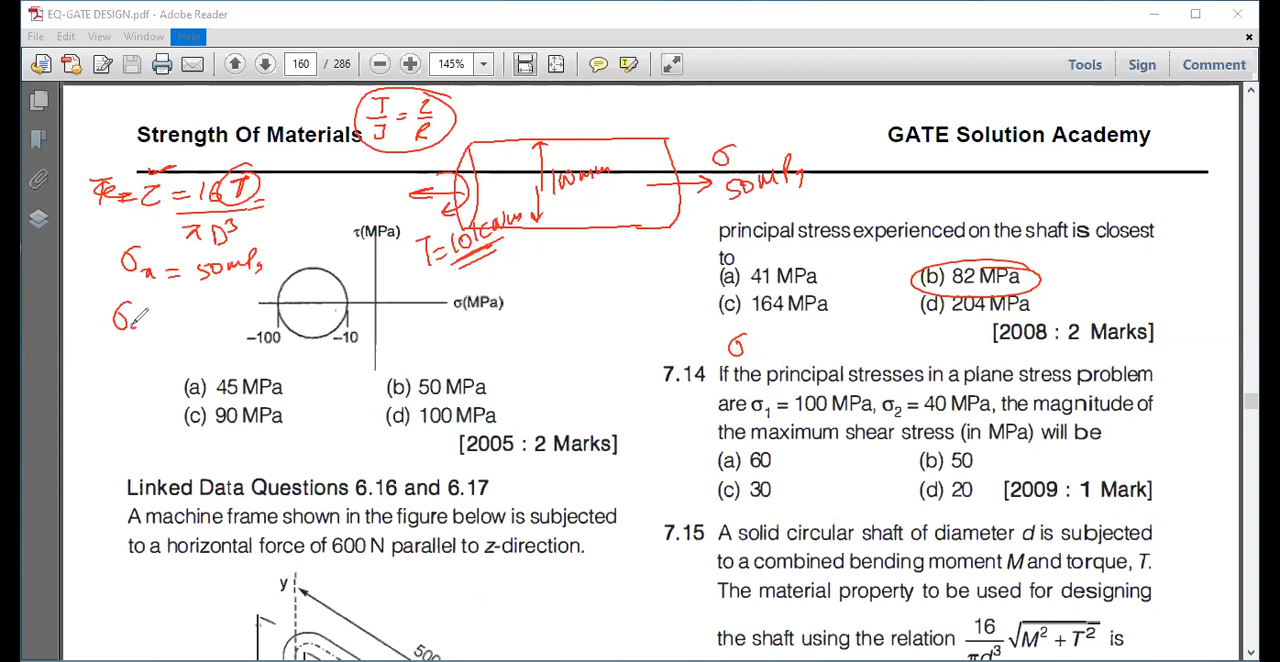 EQ-GATE DESIGN.pdf - Adobe Reader
File Edit View Window Help
160 / 286 145% Tools Sign Comment
T/J = τ/R
Strength Of Materials
GATE Solution Academy
τ = 16T/πD³
100mm
σ
50MPa
T=10kNm
σx = 50MPa
σ
τ(MPa)
σ(MPa)
-100 -10
(a) 45 MPa (b) 50 MPa
(c) 90 MPa (d) 100 MPa
[2005 : 2 Marks]
Linked Data Questions 6.16 and 6.17
A machine frame shown in the figure below is subjected
to a horizontal force of 600 N parallel to z-direction.
y
500
principal stress experienced on the shaft is closest
to
(a) 41 MPa (b) 82 MPa
(c) 164 MPa (d) 204 MPa
[2008 : 2 Marks]
σ
7.14 If the principal stresses in a plane stress problem
are σ₁ = 100 MPa, σ₂ = 40 MPa, the magnitude of
the maximum shear stress (in MPa) will be
(a) 60 (b) 50
(c) 30 (d) 20 [2009 : 1 Mark]
7.15 A solid circular shaft of diameter d is subjected
to a combined bending moment M and torque, T.
The material property to be used for designing
the shaft using the relation 16/πd³ √M² + T² is